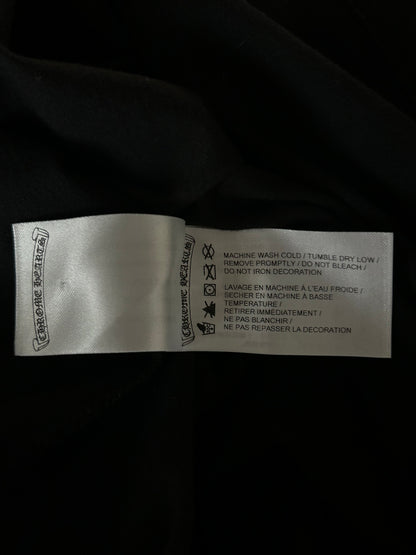 CHROME HEARTS
CHROME HEARTS
MACHINE WASH COLD / TUMBLE DRY LOW /
REMOVE PROMPTLY / DO NOT BLEACH /
DO NOT IRON DECORATION
LAVAGE EN MACHINE À L'EAU FROIDE /
SECHER EN MACHINE À BASSE
TEMPERATURE /
RETIRER IMMÉDIATEMENT /
NE PAS BLANCHIR /
NE PAS REPASSER LA DECORATION